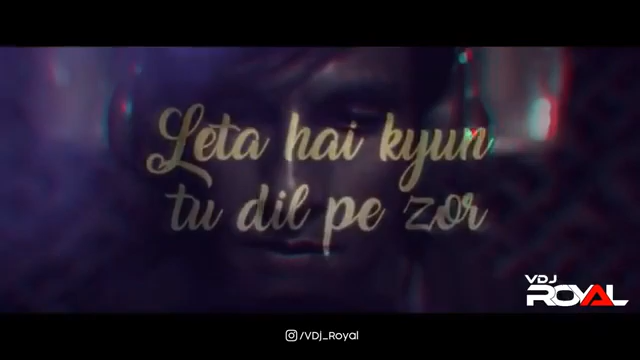 Leta hai kyun
tu dil pe zor
VDJ
ROYAL
/VDj_Royal